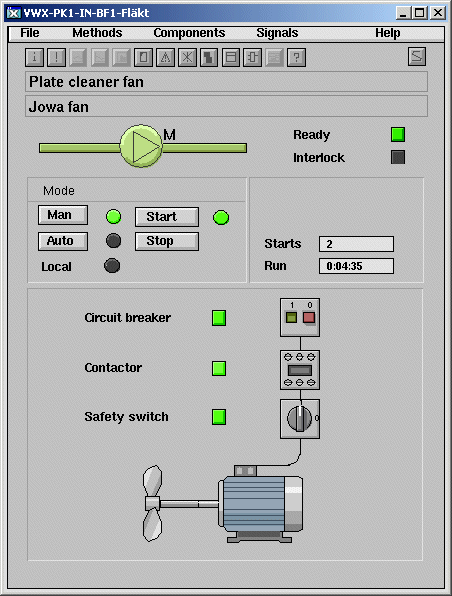 VWX-PK1-IN-BF1-Fläkt
File Methods Components Signals Help
i ! ?
Plate cleaner fan
Jowa fan
M
Ready
Interlock
Mode
Man Start
Auto Stop
Local
Starts 2
Run 0:04:35
1 0
Circuit breaker
Contactor
Safety switch
0